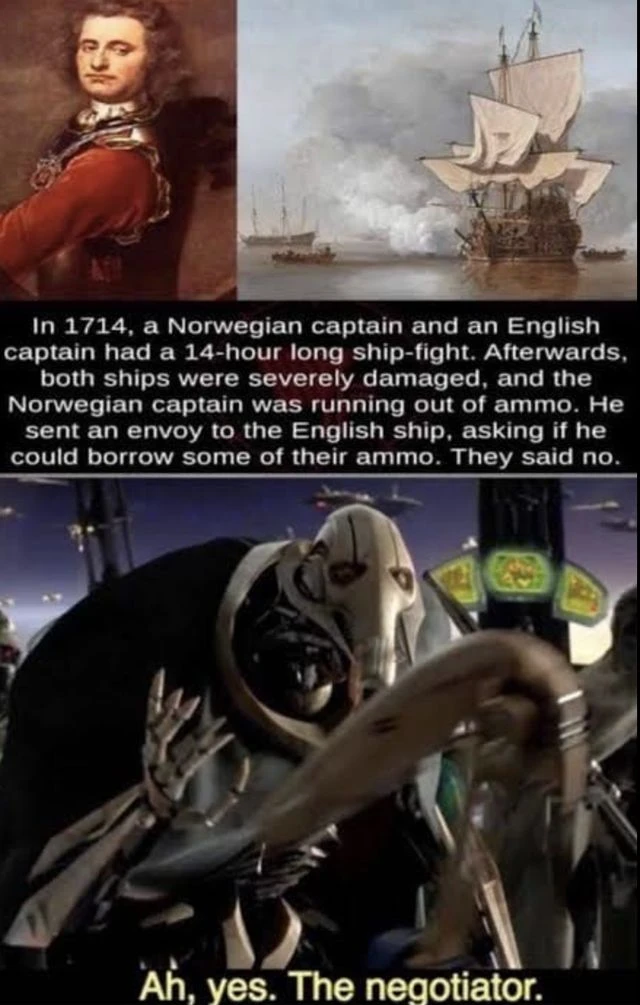 In 1714, a Norwegian captain and an English
captain had a 14-hour long ship-fight. Afterwards,
both ships were severely damaged, and the
Norwegian captain was running out of ammo. He
sent an envoy to the English ship, asking if he
could borrow some of their ammo. They said no.
Ah, yes. The negotiator.